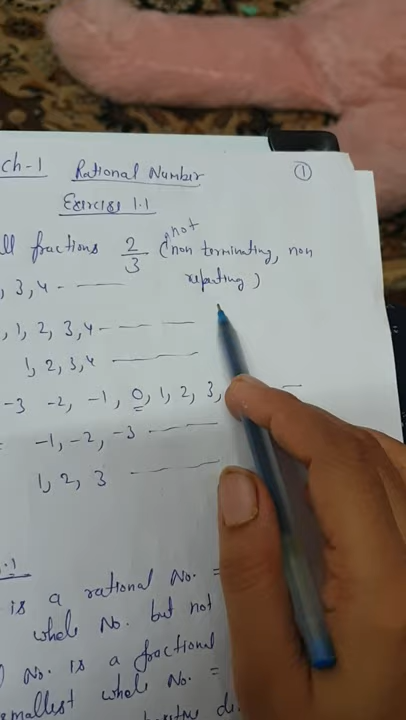 ch-1 Rational Number ①
Exercise 1.1
ll fractions 2/3 (not non terminating, non
repeating)
, 3, 4 - ——
, 1, 2, 3, 4 — — —
1, 2, 3, 4 ———
-3 -2, -1, 0, 1, 2, 3, —
-1, -2, -3 ———
1, 2, 3 ———
.1
is a rational No. =
whole No. but not
No. is a fractional
smallest whole No. =